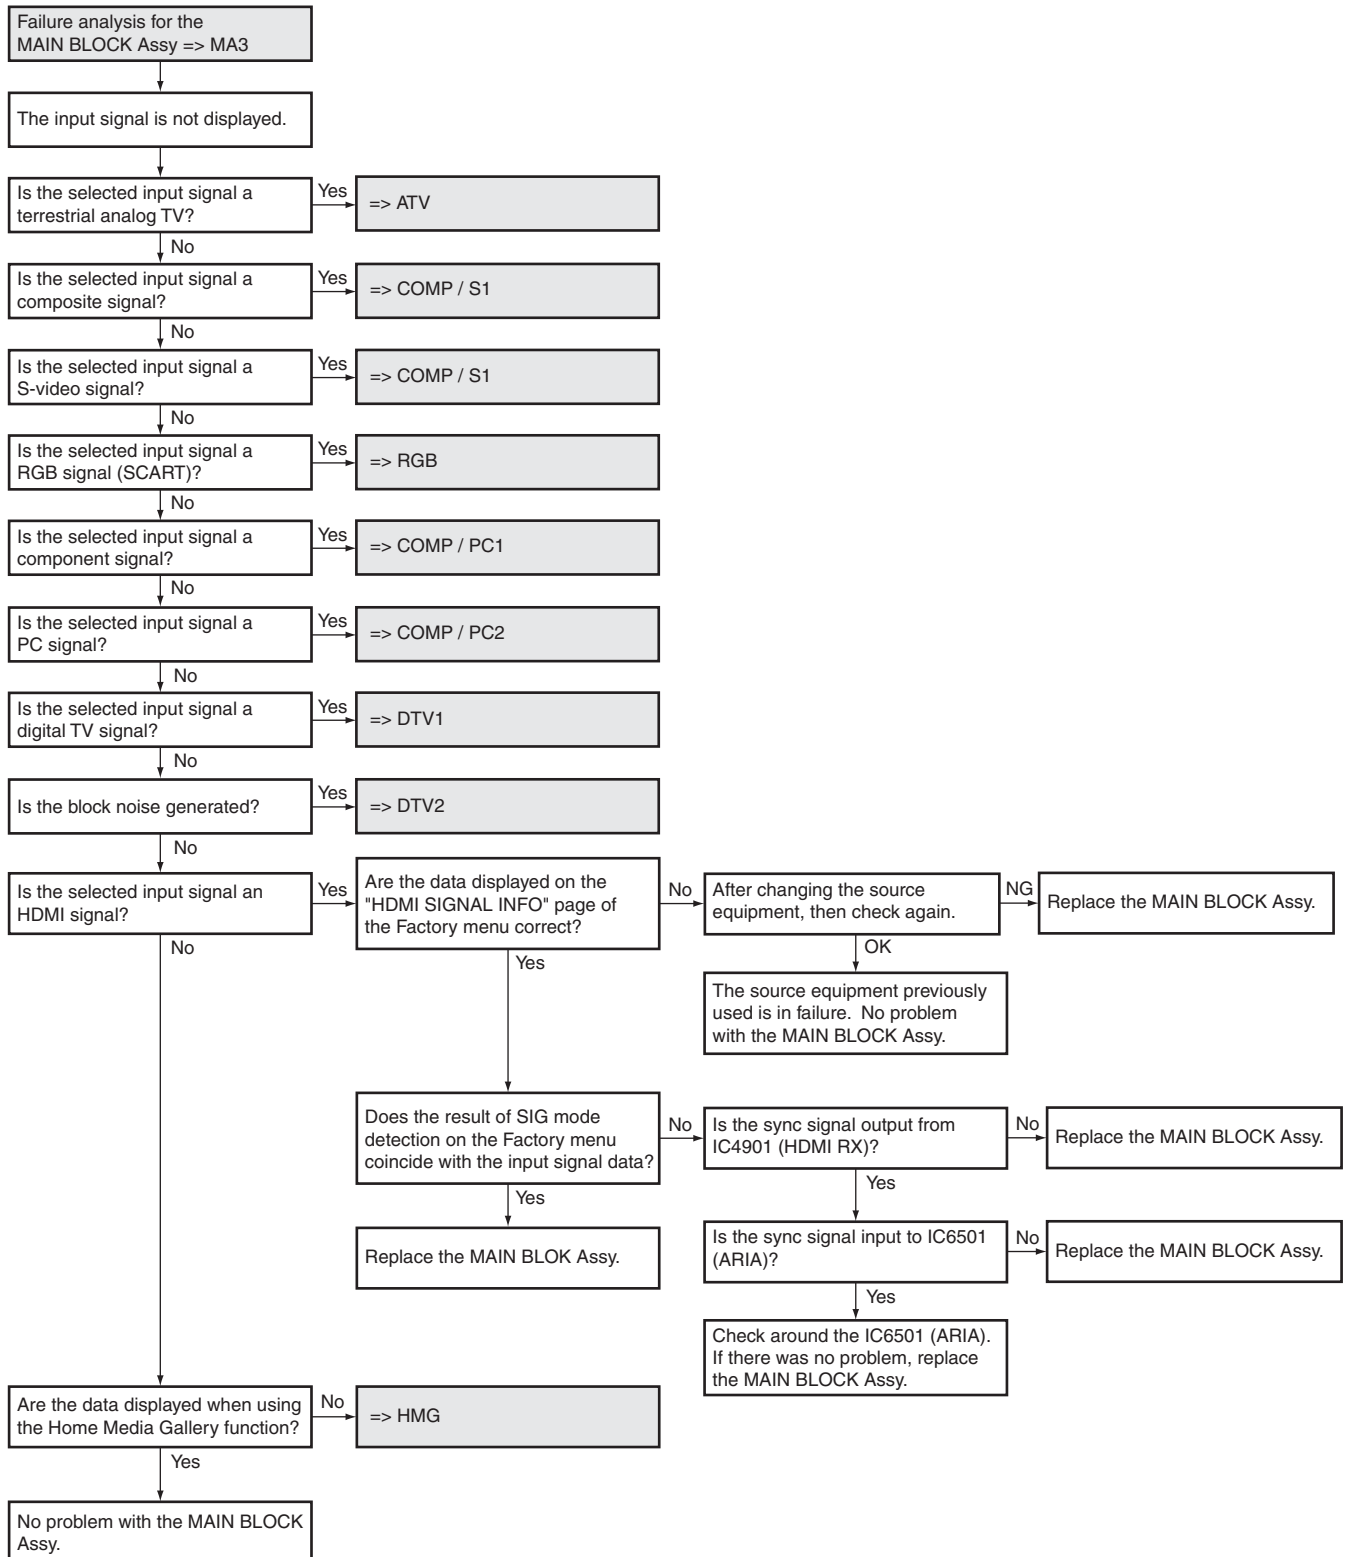 Failure analysis for the
MAIN BLOCK Assy => MA3
The input signal is not displayed.
Is the selected input signal a
terrestrial analog TV?
Yes
=> ATV
No
Is the selected input signal a
composite signal?
Yes
=> COMP / S1
No
Is the selected input signal a
S-video signal?
Yes
=> COMP / S1
No
Is the selected input signal a
RGB signal (SCART)?
Yes
=> RGB
No
Is the selected input signal a
component signal?
Yes
=> COMP / PC1
No
Is the selected input signal a
PC signal?
Yes
=> COMP / PC2
No
Is the selected input signal a
digital TV signal?
Yes
=> DTV1
No
Is the block noise generated?
Yes
=> DTV2
No
Is the selected input signal an
HDMI signal?
Yes
Are the data displayed on the
"HDMI SIGNAL INFO" page of
the Factory menu correct?
No
After changing the source
equipment, then check again.
NG
Replace the MAIN BLOCK Assy.
OK
The source equipment previously
used is in failure.  No problem
with the MAIN BLOCK Assy.
Yes
Does the result of SIG mode
detection on the Factory menu
coincide with the input signal data?
No
Is the sync signal output from
IC4901 (HDMI RX)?
No
Replace the MAIN BLOCK Assy.
Yes
Replace the MAIN BLOK Assy.
Yes
Is the sync signal input to IC6501
(ARIA)?
No
Replace the MAIN BLOCK Assy.
Yes
Check around the IC6501 (ARIA).
If there was no problem, replace
the MAIN BLOCK Assy.
No
Are the data displayed when using
the Home Media Gallery function?
No
=> HMG
Yes
No problem with the MAIN BLOCK
Assy.